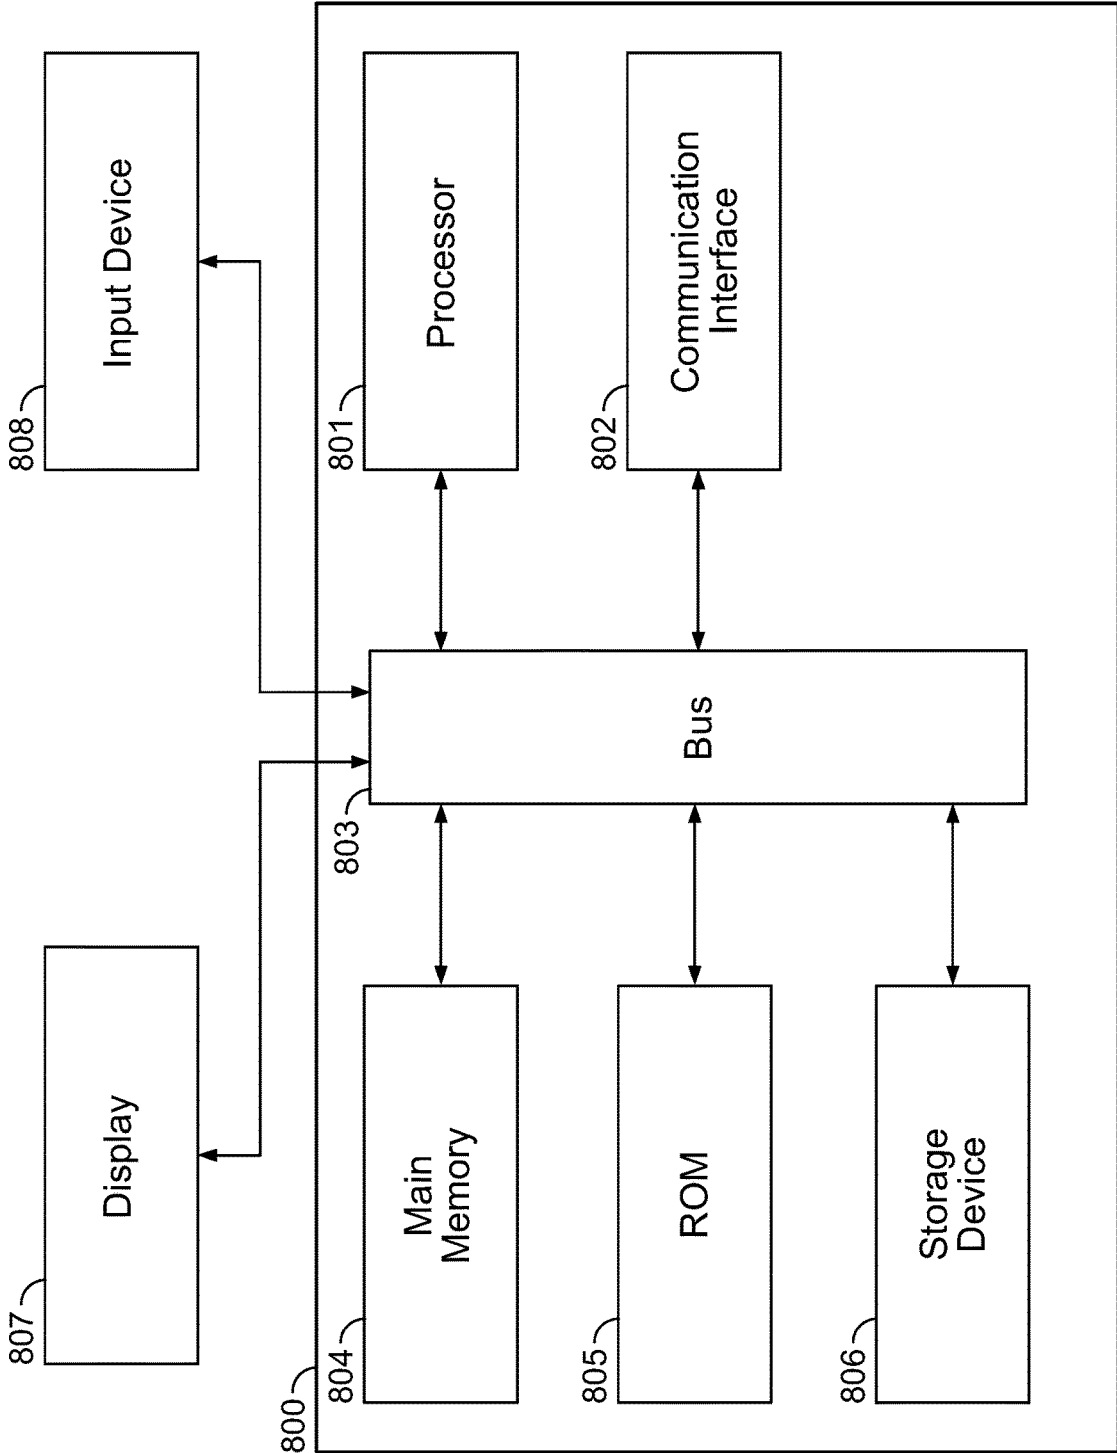 807
Display
808
Input Device
800
804
Main
Memory
803
Bus
801
Processor
805
ROM
802
Communication
Interface
806
Storage
Device